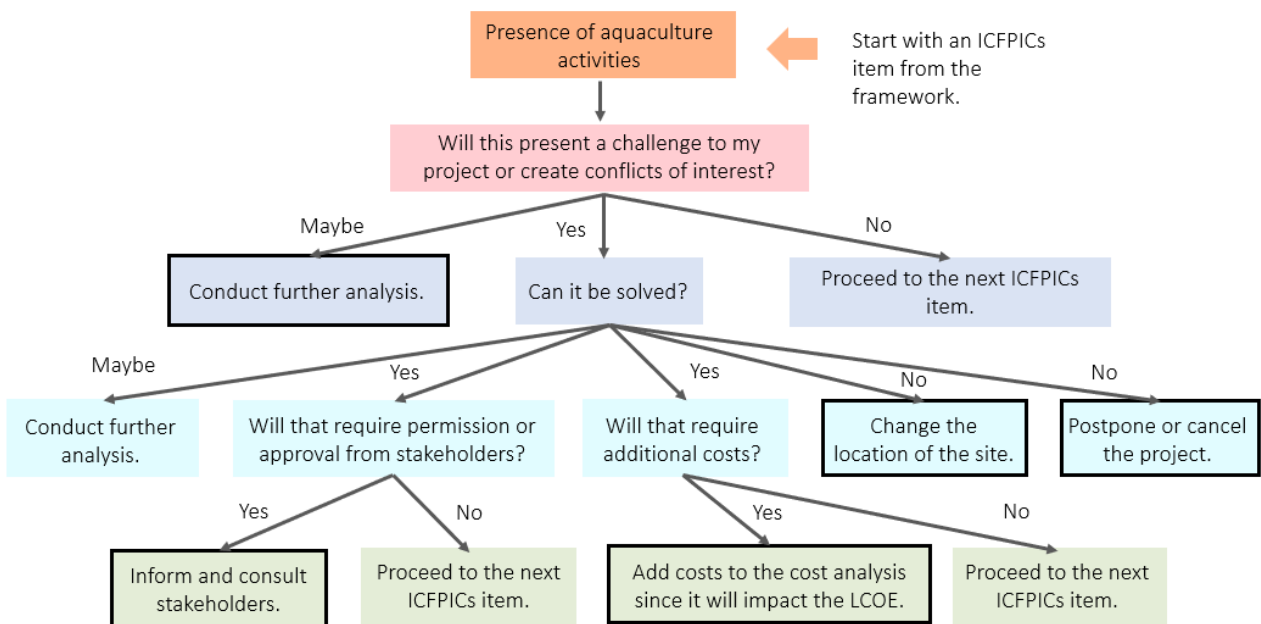 Presence of aquaculture
activities
Start with an ICFPICs
item from the
framework.
Will this present a challenge to my
project or create conflicts of interest?
Maybe
Yes
No
Conduct further analysis.
Can it be solved?
Proceed to the next ICFPICs
item.
Maybe
Yes
Yes
No
No
Conduct further
analysis.
Will that require permission or
approval from stakeholders?
Will that require
additional costs?
Change the
location of the site.
Postpone or cancel
the project.
Yes
No
Yes
No
Inform and consult
stakeholders.
Proceed to the next
ICFPICs item.
Add costs to the cost analysis
since it will impact the LCOE.
Proceed to the next
ICFPICs item.